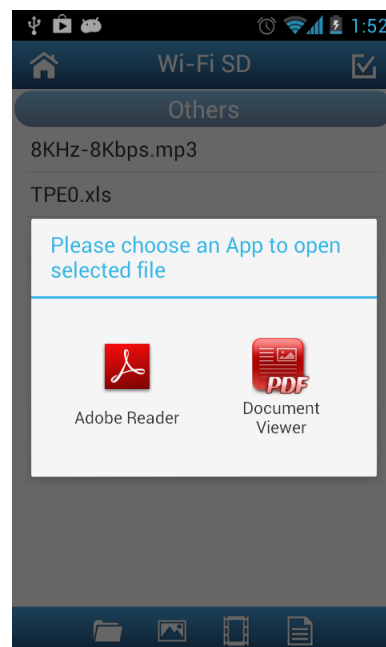 1:52
Wi-Fi SD
Others
8KHz-8Kbps.mp3
TPE0.xls
Please choose an App to open
selected file
PDF
Adobe Reader
Document
Viewer